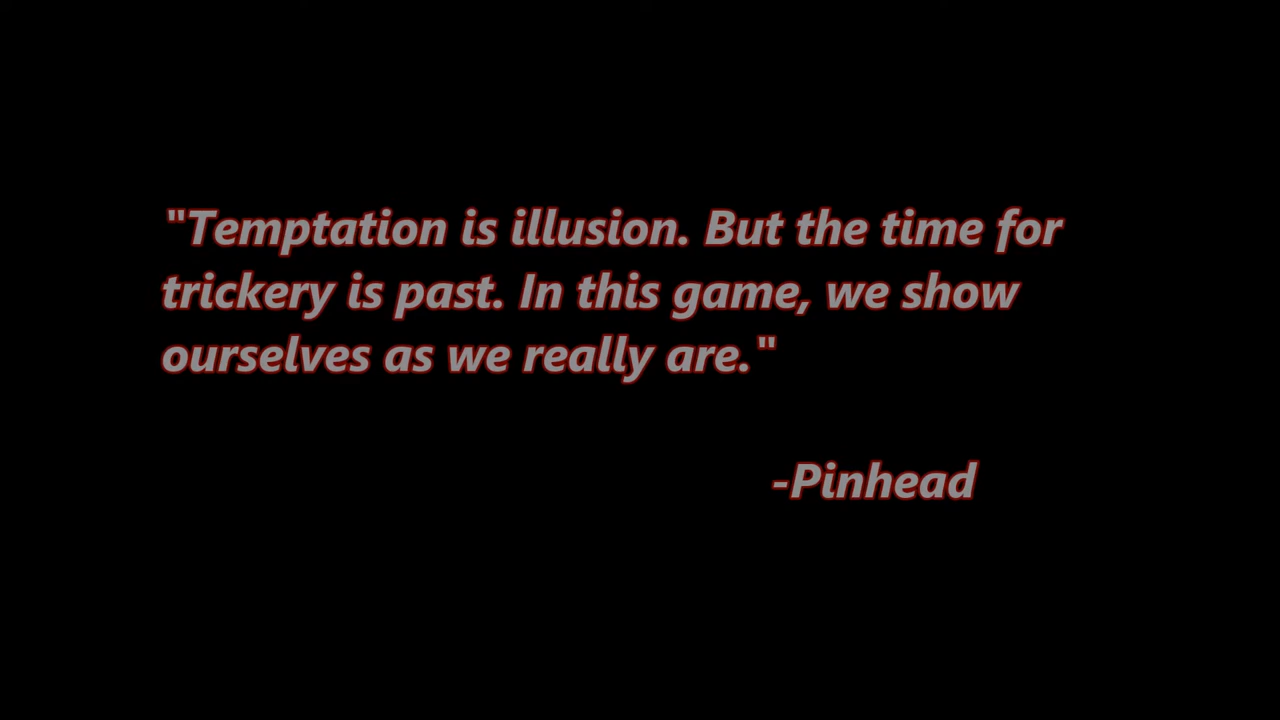 "Temptation is illusion. But the time for
trickery is past. In this game, we show
ourselves as we really are."
-Pinhead